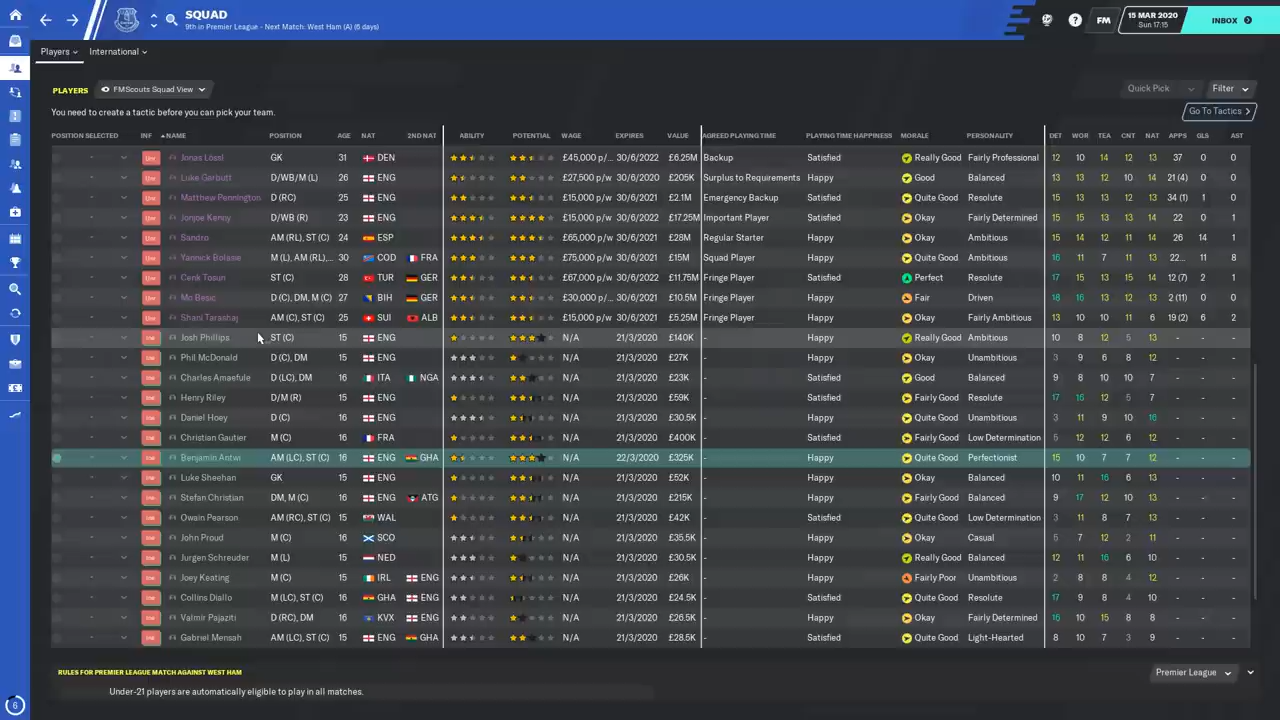 SQUAD
9th in Premier League - Next Match: West Ham (A) (6 days)
FM
15 MAR 2020
Sun 17:15
INBOX
Players International
PLAYERS FMScouts Squad View Quick Pick Filter
You need to create a tactic before you can pick your team.
Go To Tactics
POSITION SELECTED INF NAME POSITION AGE NAT 2ND NAT ABILITY POTENTIAL WAGE EXPIRES VALUE AGREED PLAYING TIME PLAYING TIME HAPPINESS MORALE PERSONALITY DET WOR TEA CNT NAT APPS GLS AST
- Unv Jonas Lössl GK 31 DEN £45,000 p/... 30/6/2022 £6.25M Backup Satisfied Really Good Fairly Professional 12 10 14 12 13 37 0 0
- Unv Luke Garbutt D/WB/M (L) 26 ENG £27,500 p/w 30/6/2020 £205K Surplus to Requirements Happy Good Balanced 13 13 12 10 14 21 (4) 0 0
- Unv Matthew Pennington D (RC) 25 ENG £15,000 p/w 30/6/2021 £2.1M Emergency Backup Satisfied Quite Good Resolute 15 13 13 12 13 34 (1) 1 0
- Unv Jonjoe Kenny D/WB (R) 23 ENG £15,000 p/w 30/6/2022 £17.25M Important Player Satisfied Okay Fairly Determined 15 15 13 13 14 22 0 1
- Unv Sandro AM (RL), ST (C) 24 ESP £65,000 p/w 30/6/2021 £28M Regular Starter Happy Okay Ambitious 15 14 12 11 14 26 14 1
- Unv Yannick Bolasie M (L), AM (RL),... 30 COD FRA £75,000 p/w 30/6/2021 £15M Squad Player Happy Quite Good Ambitious 16 11 7 11 13 22... 11 8
- Unv Cenk Tosun ST (C) 28 TUR GER £67,000 p/w 30/6/2022 £11.75M Fringe Player Satisfied Perfect Resolute 17 15 15 13 14 12 (7) 2 1
- Unv Mo Besic D (C), DM, M (C) 27 BIH GER £30,000 p/... 30/6/2021 £10.5M Fringe Player Happy Fair Driven 18 16 13 12 13 2 (11) 0 0
- Unv Shani Tarashaj AM (C), ST (C) 25 SUI ALB £15,000 p/w 30/6/2021 £5.25M Fringe Player Happy Okay Fairly Ambitious 13 10 10 11 16 19 (2) 6 2
- Josh Phillips ST (C) 15 ENG N/A 21/3/2020 £140K - Happy Really Good Ambitious 10 8 12 5 13 - - -
- Phil McDonald D (C), DM 15 ENG N/A 21/3/2020 £27K - Happy Okay Unambitious 3 9 6 8 12 - - -
- Charles Amaefule D (LC), DM 16 ITA NGA N/A 21/3/2020 £23K - Satisfied Good Balanced 9 8 10 10 7 - - -
- Henry Riley D/M (R) 15 ENG N/A 21/3/2020 £59K - Satisfied Fairly Good Resolute 17 16 12 5 7 - - -
- Daniel Hoey D (C) 16 ENG N/A 21/3/2020 £30.5K - Happy Quite Good Unambitious 3 11 9 10 16 - - -
- Christian Gautier M (C) 16 FRA N/A 21/3/2020 £400K - Satisfied Fairly Good Low Determination 5 12 12 6 12 - - -
- Benjamin Antwi AM (LC), ST (C) 16 ENG GHA N/A 22/3/2020 £325K - Happy Quite Good Perfectionist 15 10 7 7 12 - - -
- Luke Sheehan GK 15 ENG N/A 21/3/2020 £52K - Happy Okay Balanced 10 11 16 6 13 - - -
- Stefan Christian DM, M (C) 16 ENG ATG N/A 21/3/2020 £215K - Happy Fairly Good Balanced 9 17 12 10 13 - - -
- Owain Pearson AM (RC), ST (C) 15 WAL N/A 21/3/2020 £42K - Satisfied Quite Good Low Determination 3 11 8 7 13 - - -
- John Proud M (C) 16 SCO N/A 21/3/2020 £35.5K - Happy Okay Casual 5 7 12 2 11 - - -
- Jurgen Schreuder M (L) 15 NED N/A 21/3/2020 £30.5K - Happy Really Good Balanced 12 11 16 6 10 - - -
- Joey Keating M (C) 16 IRL ENG N/A 21/3/2020 £26K - Happy Fairly Poor Unambitious 2 8 8 4 12 - - -
- Collins Diallo M (LC), ST (C) 16 GHA ENG N/A 21/3/2020 £24.5K - Satisfied Quite Good Resolute 17 9 8 4 10 - - -
- Valmir Pajaziti D (RC), DM 16 KVX ENG N/A 21/3/2020 £26.5K - Happy Okay Fairly Determined 16 10 15 8 8 - - -
- Gabriel Mensah AM (LC), ST (C) 15 ENG GHA N/A 21/3/2020 £28.5K - Satisfied Quite Good Light-Hearted 8 10 7 3 9 - - -
RULES FOR PREMIER LEAGUE MATCH AGAINST WEST HAM Premier League
Under-21 players are automatically eligible to play in all matches.
6